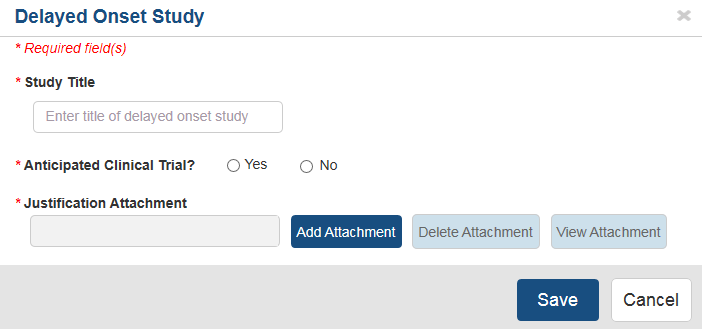 Delayed Onset Study
* Required field(s)
* Study Title
Enter title of delayed onset study
* Anticipated Clinical Trial? Yes No
* Justification Attachment
Add Attachment Delete Attachment View Attachment
Save Cancel